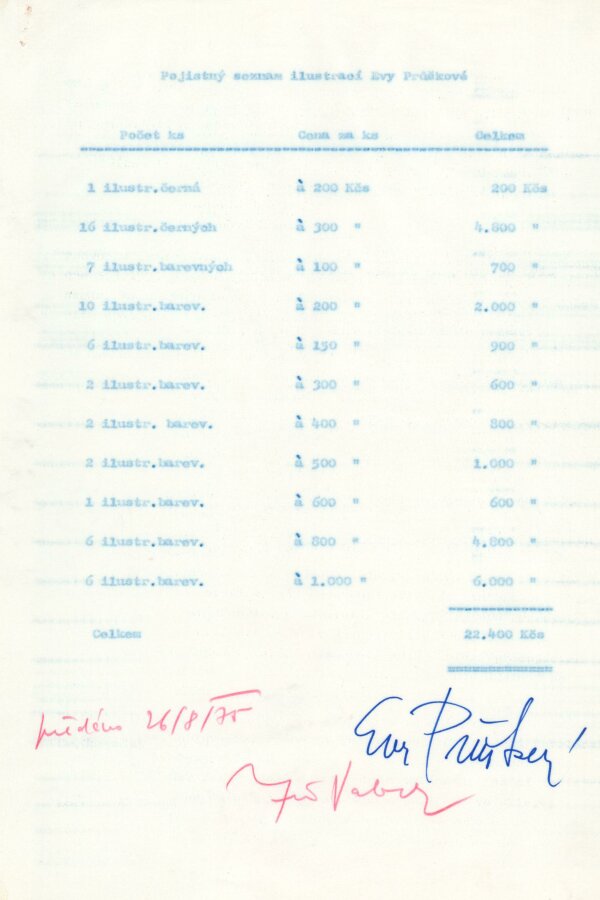 Pojistný seznam ilustrací Evy Průškové
Počet ks Cena za ks Celkem
1 ilustr.černá à 200 Kčs 200 Kčs
16 ilustr.černých à 300 " 4.800 "
7 ilustr.barevných à 100 " 700 "
10 ilustr.barev. à 200 " 2.000 "
6 ilustr.barev. à 150 " 900 "
2 ilustr.barev. à 300 " 600 "
2 ilustr. barev. à 400 " 800 "
2 ilustr.barev. à 500 " 1.000 "
1 ilustr.barev. à 600 " 600 "
6 ilustr.barev. à 800 " 4.800 "
6 ilustr.barev. à 1.000 " 6.000 "
Celkem 22.400 Kčs
26/8/75
Eva